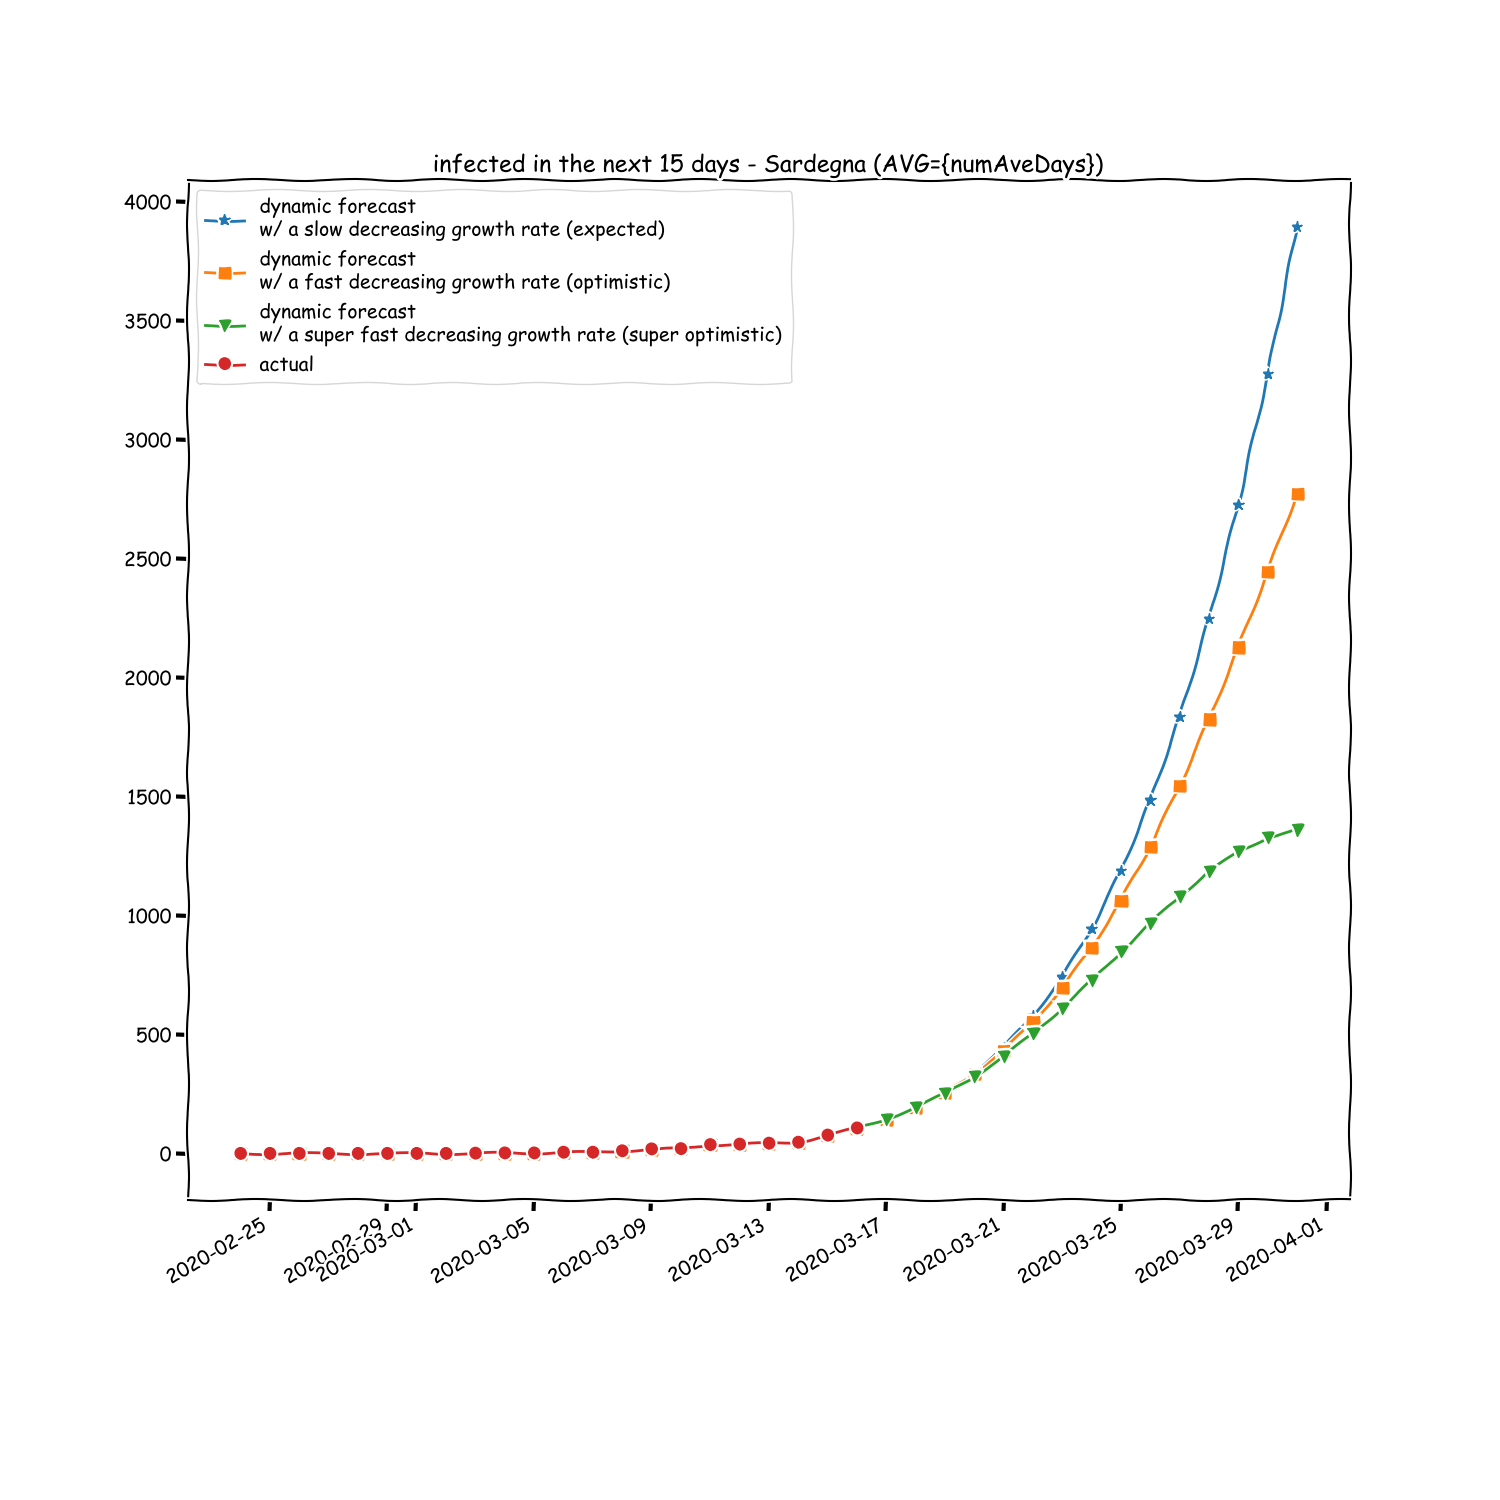 infected in the next 15 days - Sardegna (AVG={numAveDays})
4000
3500
3000
2500
2000
1500
1000
500
0
dynamic forecast
w/ a slow decreasing growth rate (expected)
dynamic forecast
w/ a fast decreasing growth rate (optimistic)
dynamic forecast
w/ a super fast decreasing growth rate (super optimistic)
actual
2020-02-25
2020-02-29
2020-03-01
2020-03-05
2020-03-09
2020-03-13
2020-03-17
2020-03-21
2020-03-25
2020-03-29
2020-04-01